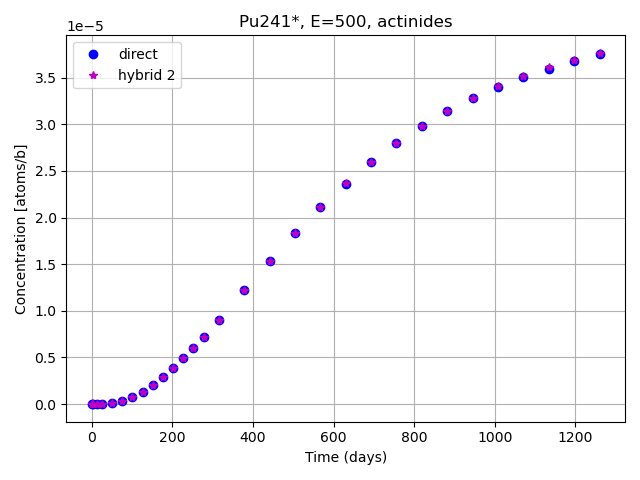 Pu241*, E=500, actinides
1e−5
direct
hybrid 2
3.5
3.0
2.5
2.0
1.5
1.0
0.5
0.0
Concentration [atoms/b]
0 200 400 600 800 1000 1200
Time (days)